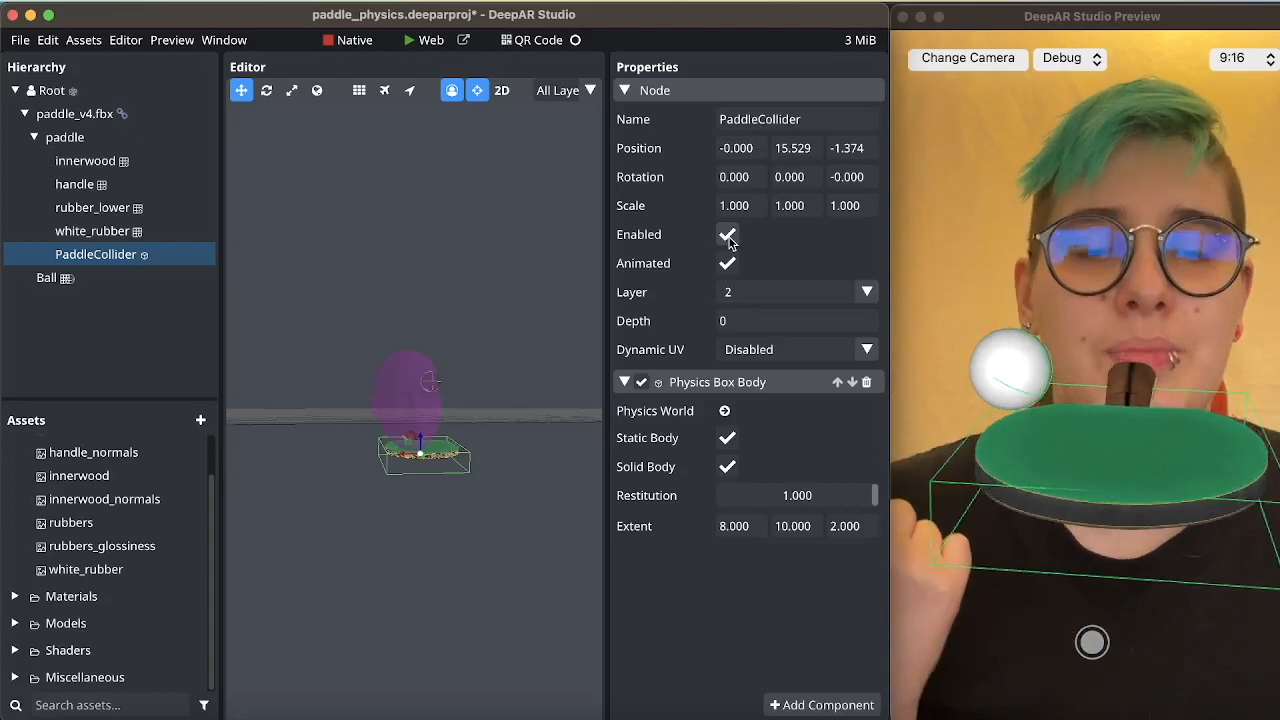 paddle_physics.deeparproj* - DeepAR Studio
DeepAR Studio Preview
File Edit Assets Editor Preview Window Native Web QR Code 3 MiB
Change Camera Debug 9:16
Hierarchy
Root
paddle_v4.fbx
paddle
innerwood
handle
rubber_lower
white_rubber
PaddleCollider
Ball
Editor
2D All Laye
Properties
Node
Name PaddleCollider
Position -0.000 15.529 -1.374
Rotation 0.000 0.000 -0.000
Scale 1.000 1.000 1.000
Enabled
Animated
Layer 2
Depth 0
Dynamic UV Disabled
Physics Box Body
Physics World
Static Body
Solid Body
Restitution 1.000
Extent 8.000 10.000 2.000
Add Component
Assets
handle_normals
innerwood
innerwood_normals
rubbers
rubbers_glossiness
white_rubber
Materials
Models
Shaders
Miscellaneous
Search assets...